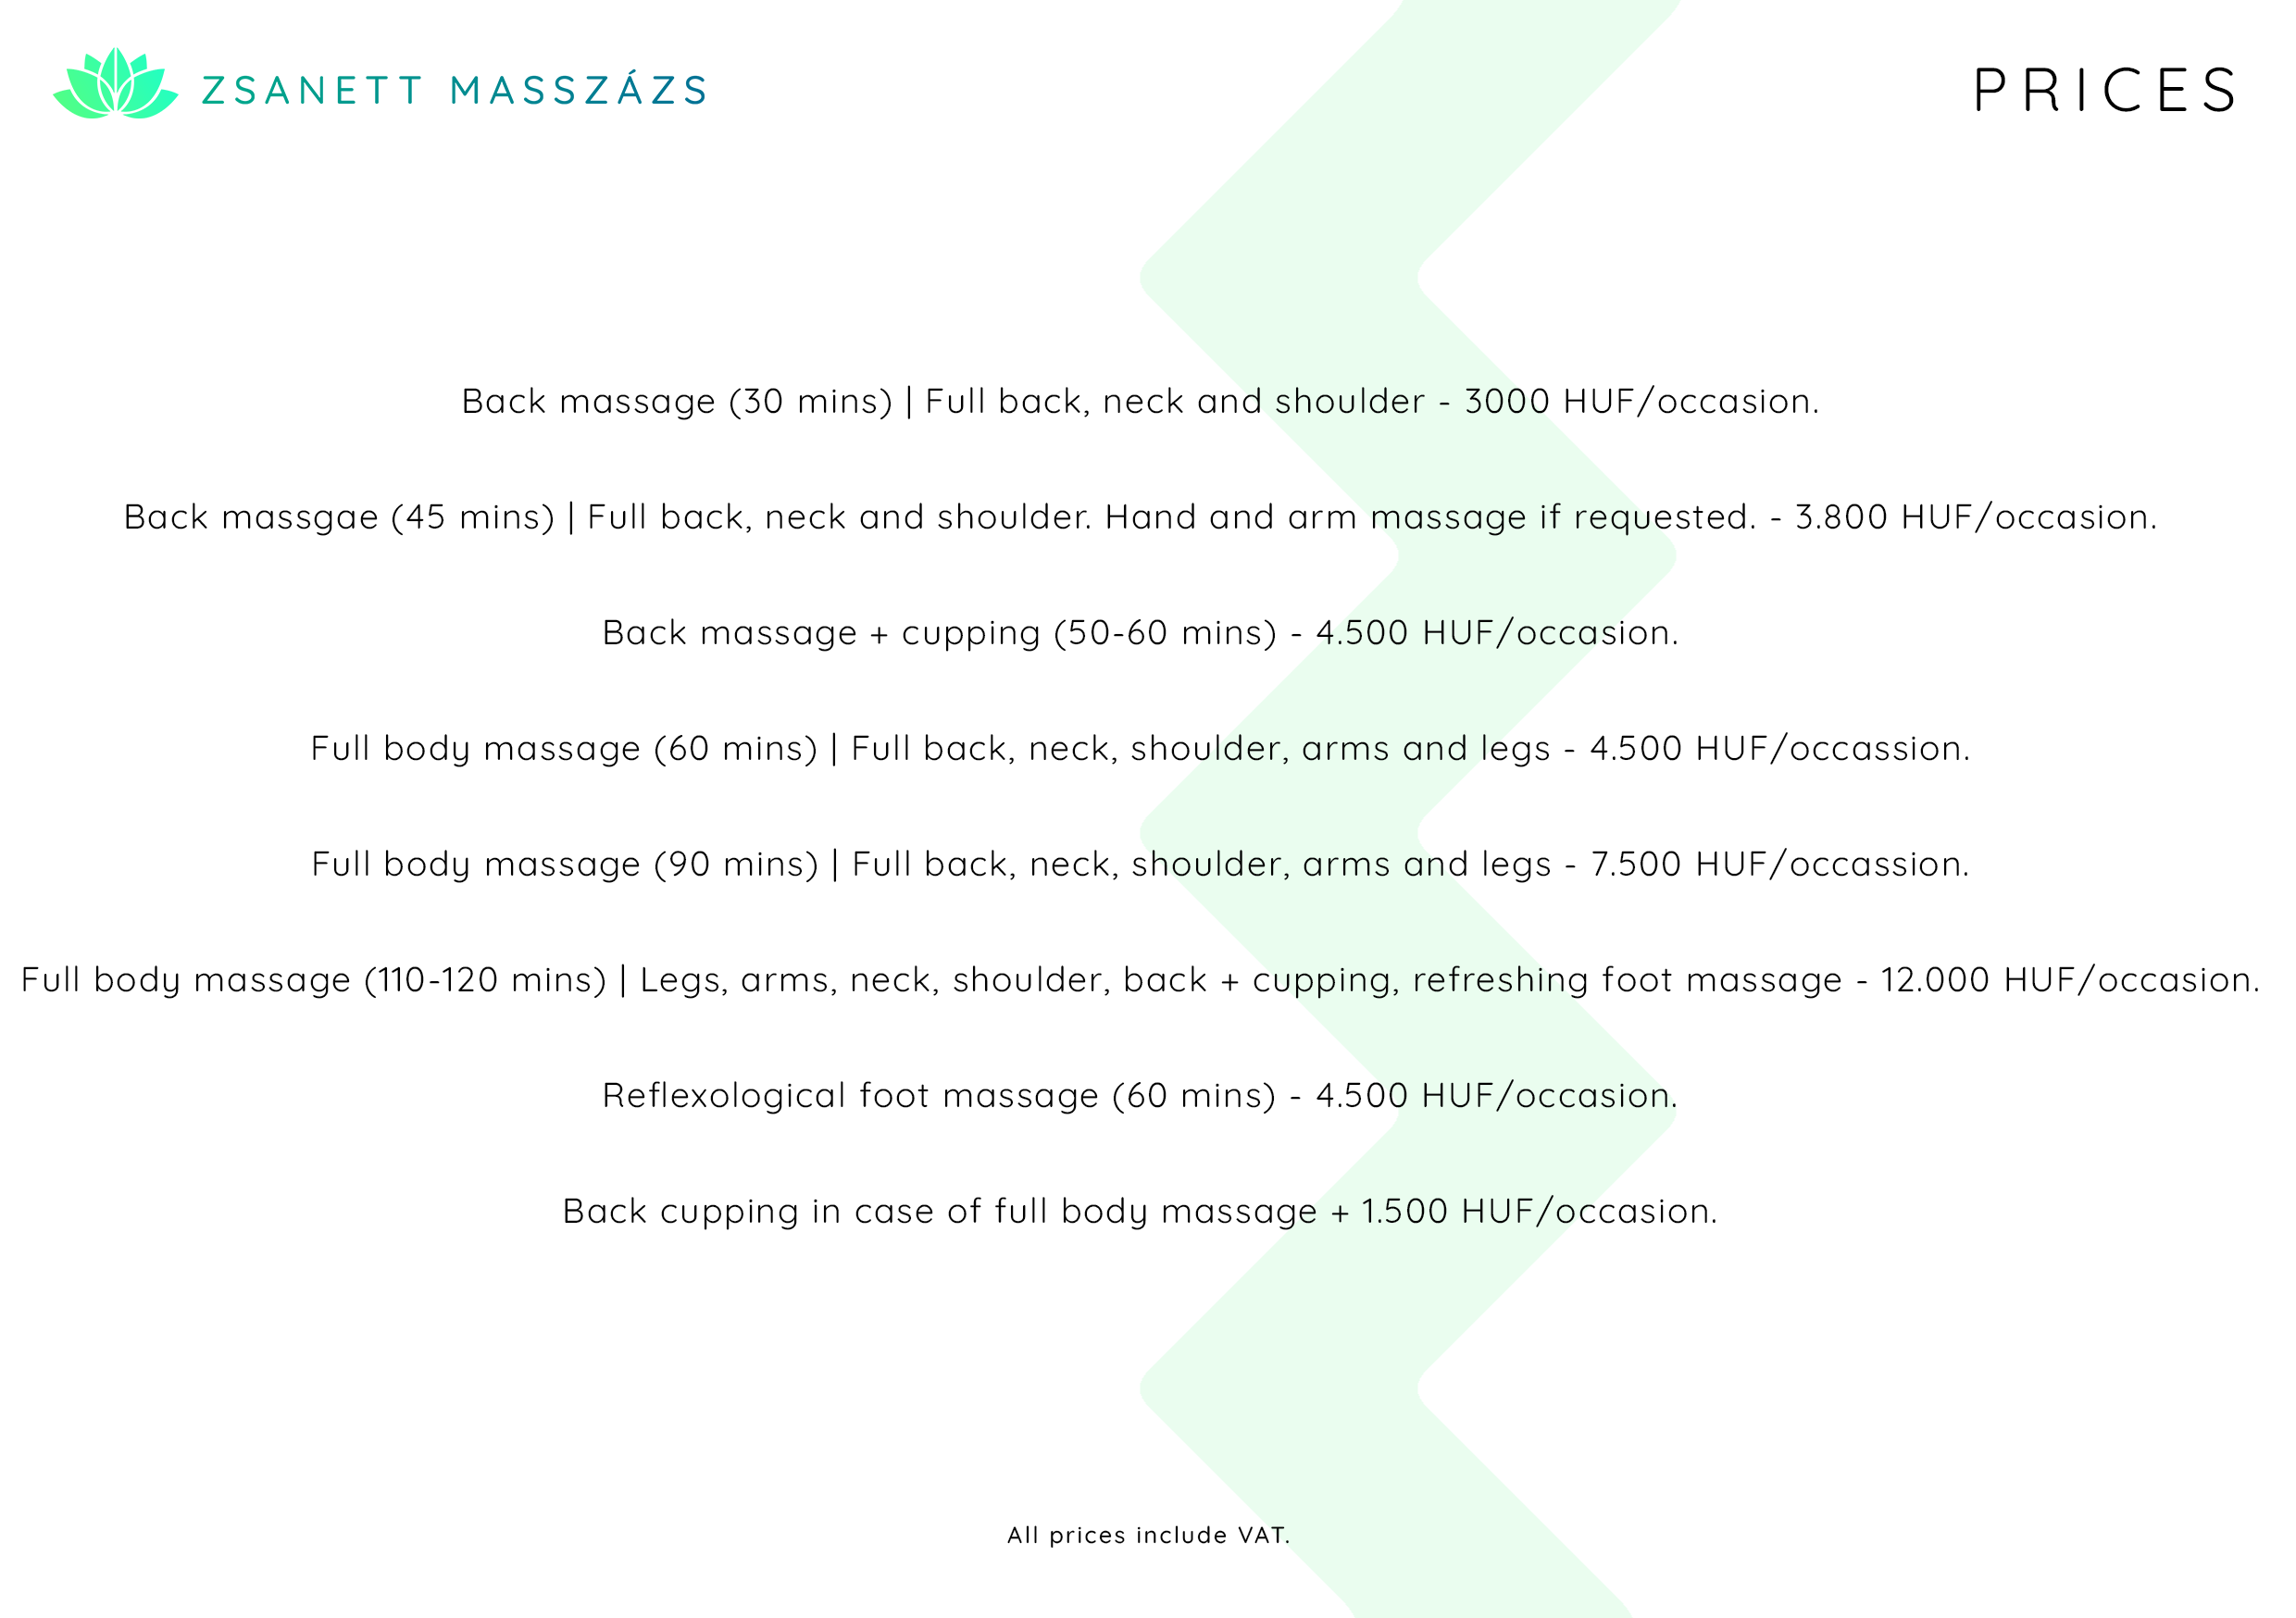 ZSANETT MASSZÁZS
PRICES
Back massage (30 mins) | Full back, neck and shoulder - 3000 HUF/occasion.
Back massgae (45 mins) | Full back, neck and shoulder. Hand and arm massage if requested. - 3.800 HUF/occasion.
Back massage + cupping (50-60 mins) - 4.500 HUF/occasion.
Full body massage (60 mins) | Full back, neck, shoulder, arms and legs - 4.500 HUF/occassion.
Full body massage (90 mins) | Full back, neck, shoulder, arms and legs - 7.500 HUF/occassion.
Full body massage (110-120 mins) | Legs, arms, neck, shoulder, back + cupping, refreshing foot massage - 12.000 HUF/occasion.
Reflexological foot massage (60 mins) - 4.500 HUF/occasion.
Back cupping in case of full body massage + 1.500 HUF/occasion.
All prices include VAT.